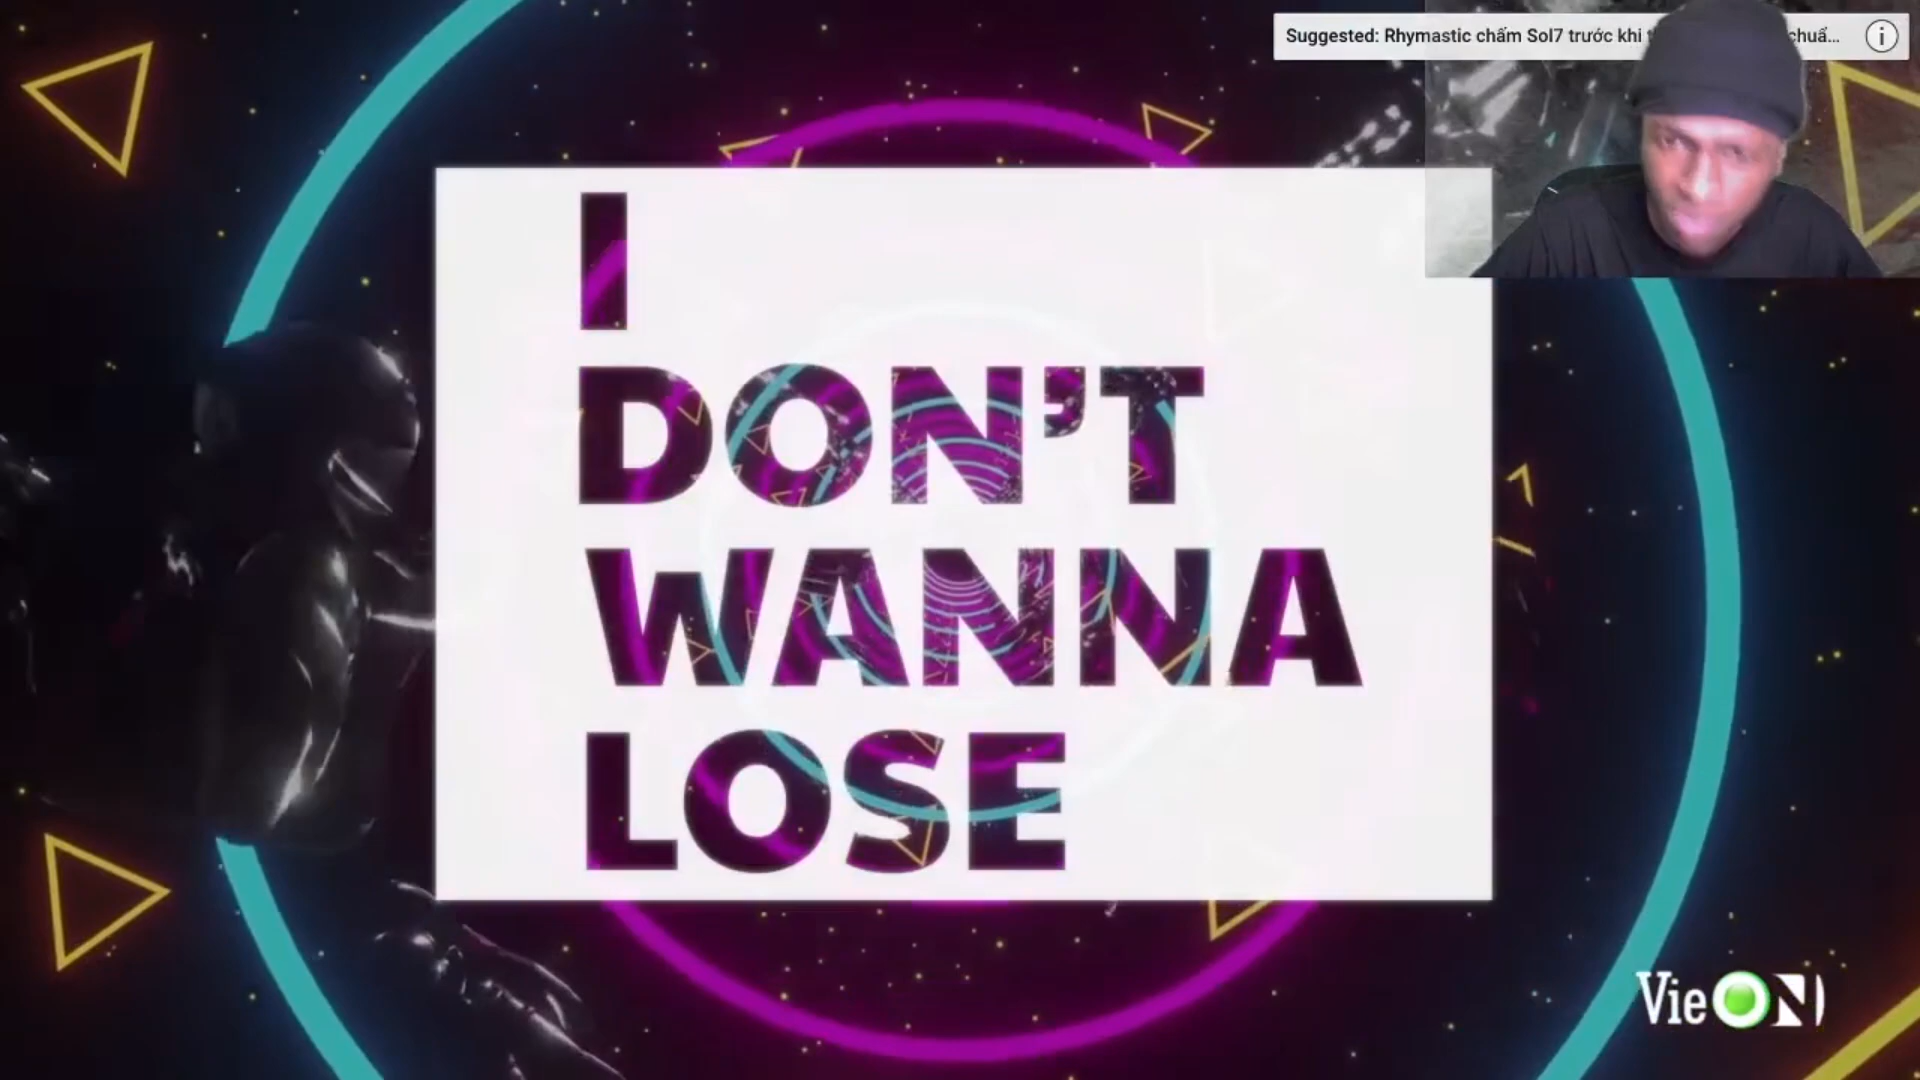 Suggested: Rhymastic chấm Sol7 trước khi chuẩ...
I
DON'T
WANNA
LOSE
VieON